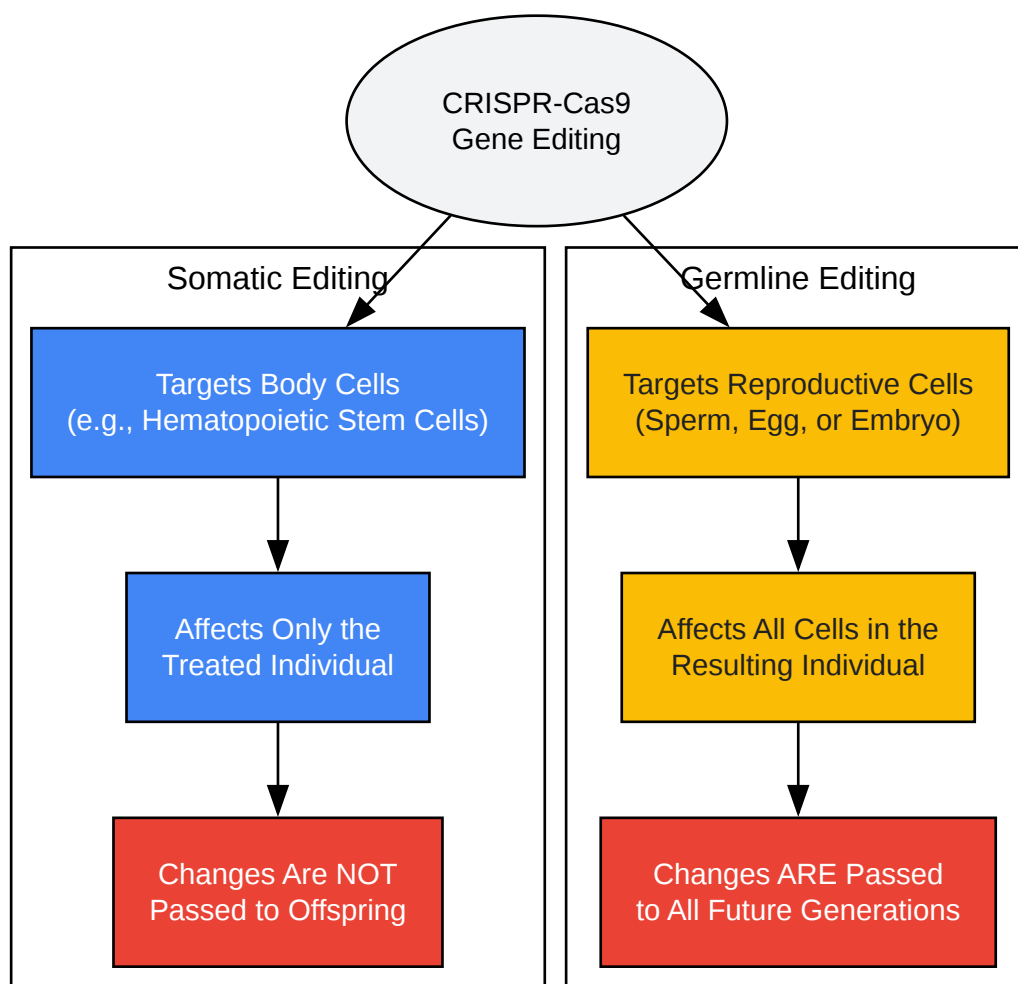 CRISPR-Cas9
Gene Editing
Somatic Editing
Targets Body Cells
(e.g., Hematopoietic Stem Cells)
Affects Only the
Treated Individual
Changes Are NOT
Passed to Offspring
Germline Editing
Targets Reproductive Cells
(Sperm, Egg, or Embryo)
Affects All Cells in the
Resulting Individual
Changes ARE Passed
to All Future Generations